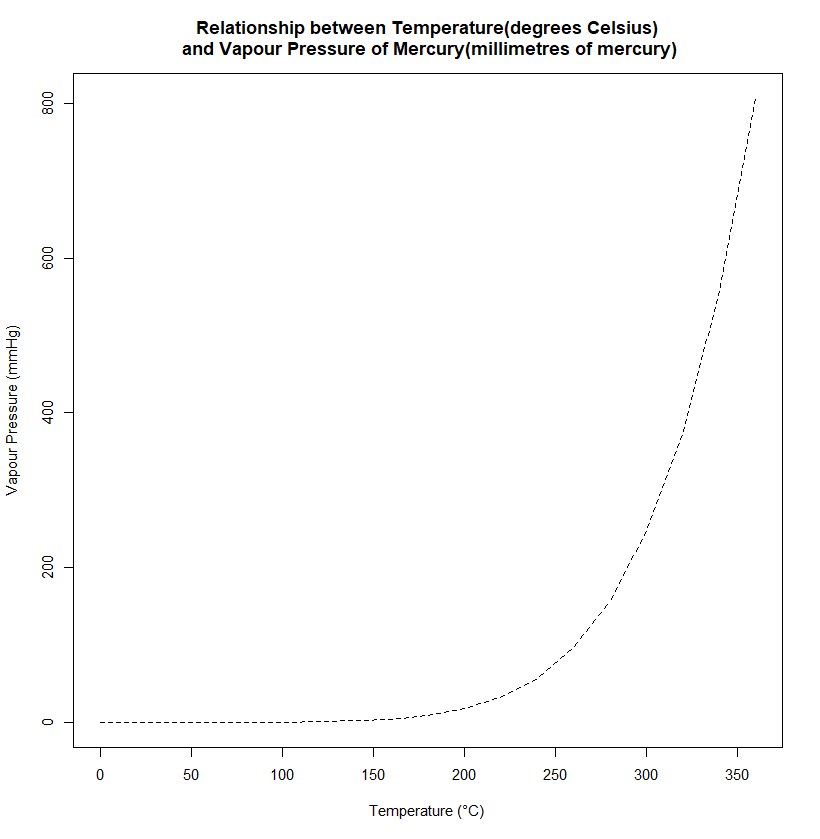 Relationship between Temperature(degrees Celsius)
and Vapour Pressure of Mercury(millimetres of mercury)
800
600
400
200
0
Vapour Pressure (mmHg)
0 50 100 150 200 250 300 350
Temperature (°C)